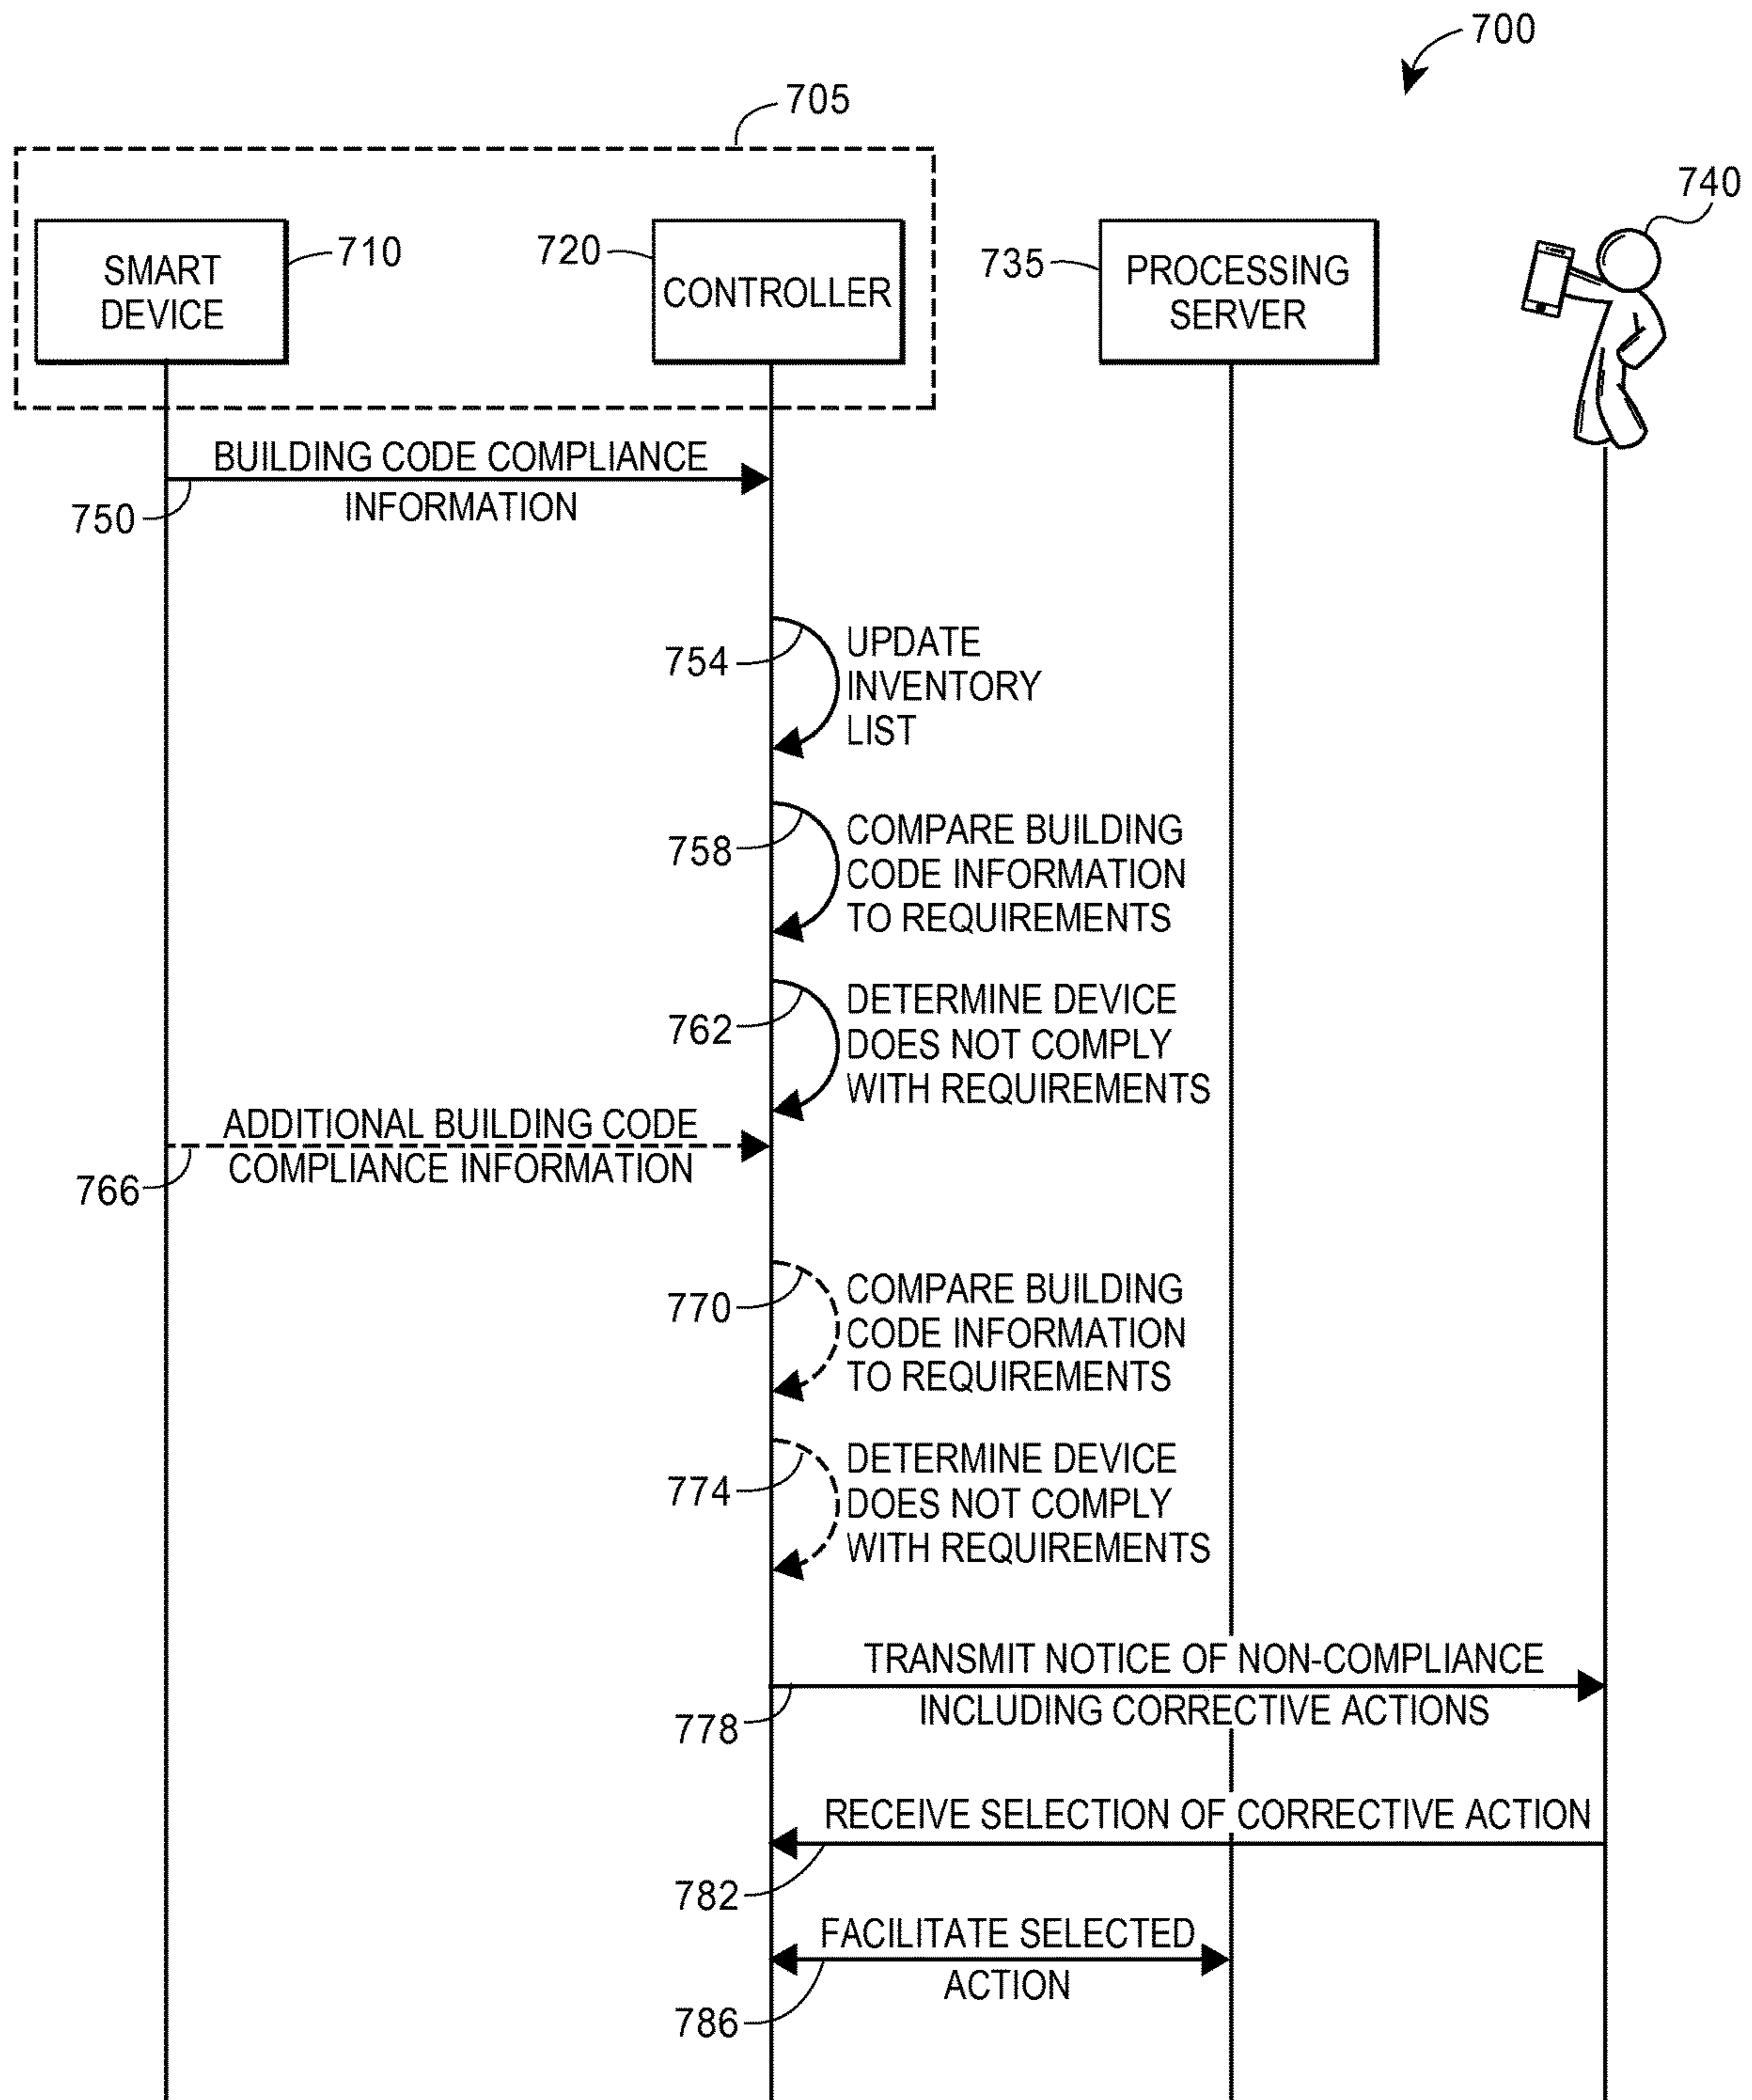 700
705
740
710
720
735
SMART
DEVICE
CONTROLLER
PROCESSING
SERVER
BUILDING CODE COMPLIANCE
INFORMATION
750
754
UPDATE
INVENTORY
LIST
758
COMPARE BUILDING
CODE INFORMATION
TO REQUIREMENTS
762
DETERMINE DEVICE
DOES NOT COMPLY
WITH REQUIREMENTS
ADDITIONAL BUILDING CODE
COMPLIANCE INFORMATION
766
770
COMPARE BUILDING
CODE INFORMATION
TO REQUIREMENTS
774
DETERMINE DEVICE
DOES NOT COMPLY
WITH REQUIREMENTS
TRANSMIT NOTICE OF NON-COMPLIANCE
INCLUDING CORRECTIVE ACTIONS
778
RECEIVE SELECTION OF CORRECTIVE ACTION
782
FACILITATE SELECTED
ACTION
786